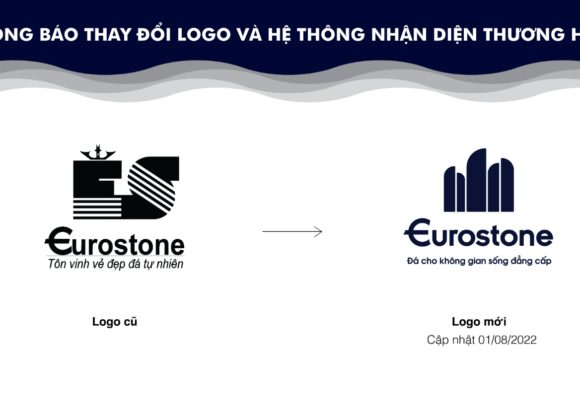 BÁO THAY ĐỔI LOGO VÀ HỆ THỐNG NHẬN DIỆN THƯƠNG
ES
Eurostone
Tôn vinh vẻ đẹp đá tự nhiên
Eurostone
Đá cho không gian sống đẳng cấp
Logo cũ
Logo mới
Cập nhật 01/08/2022